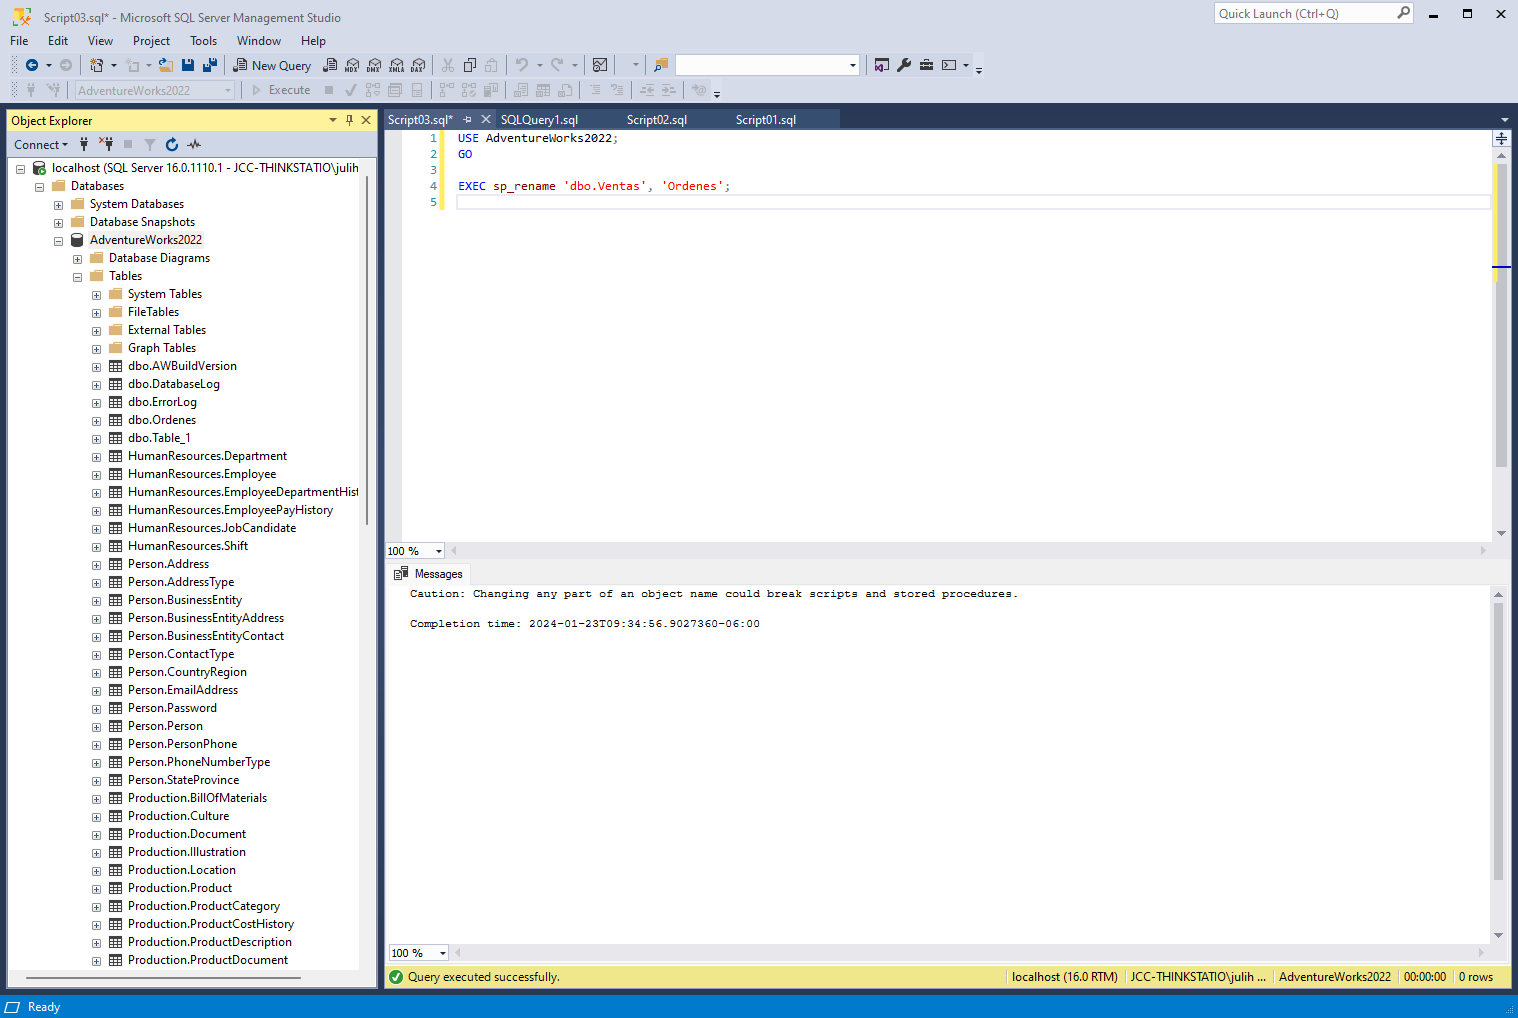 Script03.sql* - Microsoft SQL Server Management Studio
Quick Launch (Ctrl+Q)
File Edit View Project Tools Window Help
New Query MDX DMX XMLA DAX
AdventureWorks2022 Execute
Object Explorer
Connect
localhost (SQL Server 16.0.1110.1 - JCC-THINKSTATIO\julih
Databases
System Databases
Database Snapshots
AdventureWorks2022
Database Diagrams
Tables
System Tables
FileTables
External Tables
Graph Tables
dbo.AWBuildVersion
dbo.DatabaseLog
dbo.ErrorLog
dbo.Ordenes
dbo.Table_1
HumanResources.Department
HumanResources.Employee
HumanResources.EmployeeDepartmentHist
HumanResources.EmployeePayHistory
HumanResources.JobCandidate
HumanResources.Shift
Person.Address
Person.AddressType
Person.BusinessEntity
Person.BusinessEntityAddress
Person.BusinessEntityContact
Person.ContactType
Person.CountryRegion
Person.EmailAddress
Person.Password
Person.Person
Person.PersonPhone
Person.PhoneNumberType
Person.StateProvince
Production.BillOfMaterials
Production.Culture
Production.Document
Production.Illustration
Production.Location
Production.Product
Production.ProductCategory
Production.ProductCostHistory
Production.ProductDescription
Production.ProductDocument
Script03.sql* SQLQuery1.sql Script02.sql Script01.sql
1 USE AdventureWorks2022;
2 GO
3
4 EXEC sp_rename 'dbo.Ventas', 'Ordenes';
5
100 %
Messages
Caution: Changing any part of an object name could break scripts and stored procedures.
Completion time: 2024-01-23T09:34:56.9027360-06:00
100 %
Query executed successfully. localhost (16.0 RTM) JCC-THINKSTATIO\julih ... AdventureWorks2022 00:00:00 0 rows
Ready